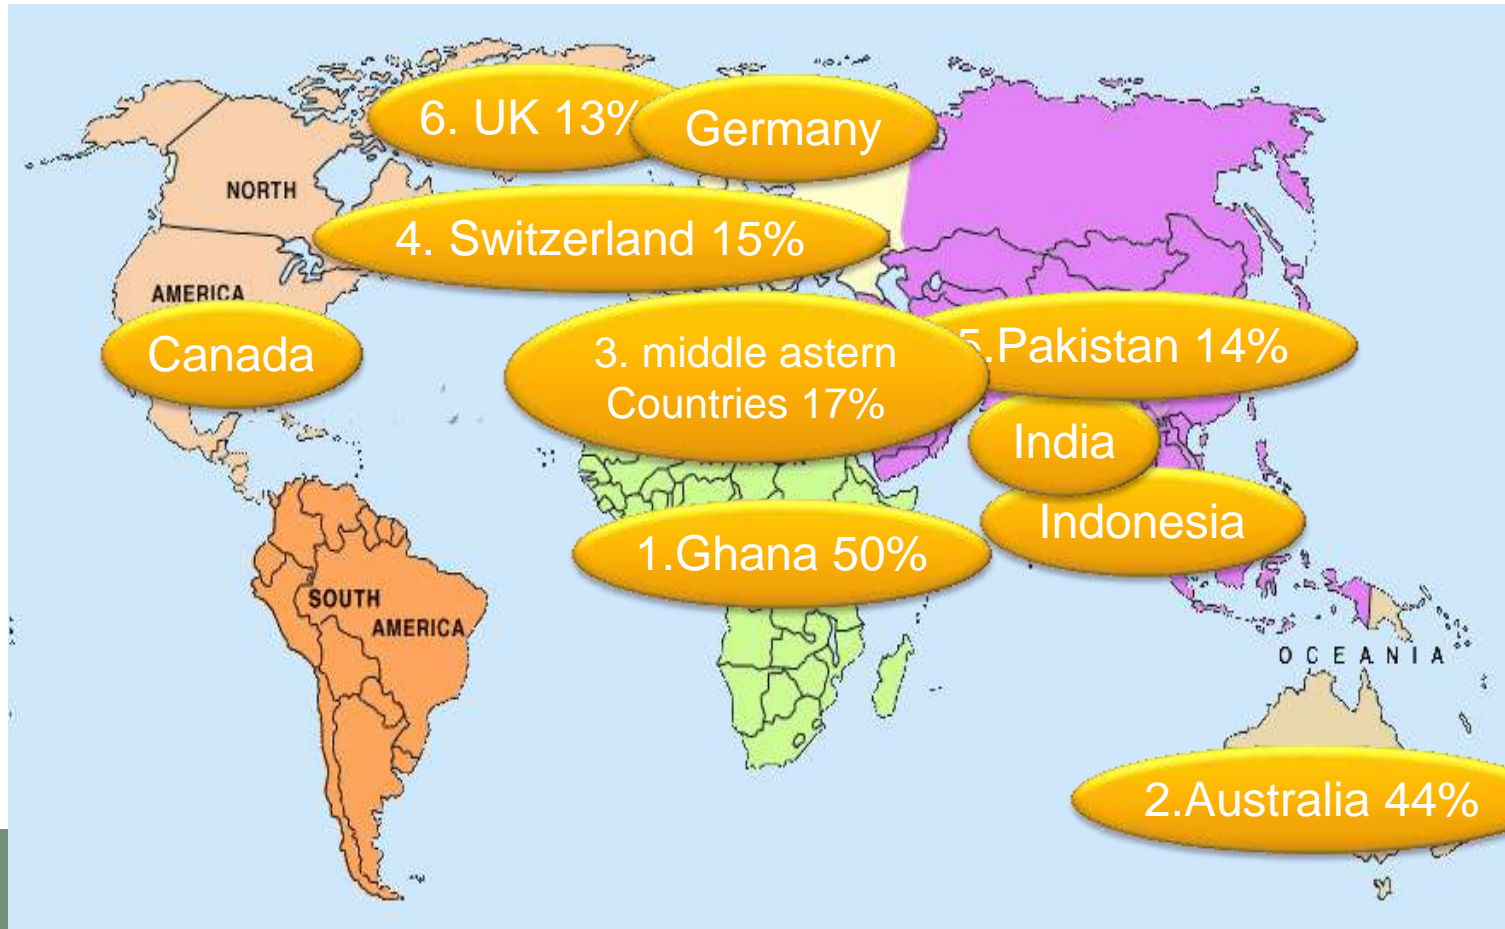 6. UK 13%
Germany
NORTH
4. Switzerland 15%
AMERICA
Canada
3. middle astern
Countries 17%
5.Pakistan 14%
India
Indonesia
1.Ghana 50%
SOUTH
AMERICA
OCEANIA
2.Australia 44%